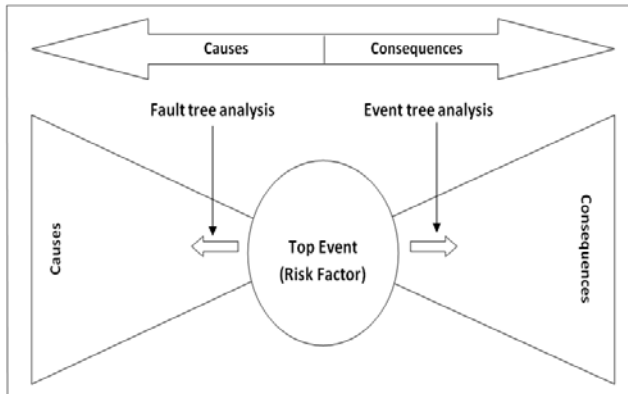 Causes
Consequences
Fault tree analysis
Event tree analysis
Causes
Top Event
(Risk Factor)
Consequences